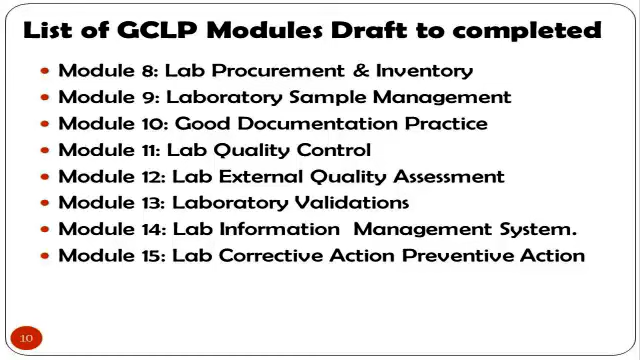 List of GCLP Modules Draft to completed
• Module 8: Lab Procurement & Inventory
• Module 9: Laboratory Sample Management
• Module 10: Good Documentation Practice
• Module 11: Lab Quality Control
• Module 12: Lab External Quality Assessment
• Module 13: Laboratory Validations
• Module 14: Lab Information Management System.
• Module 15: Lab Corrective Action Preventive Action
10